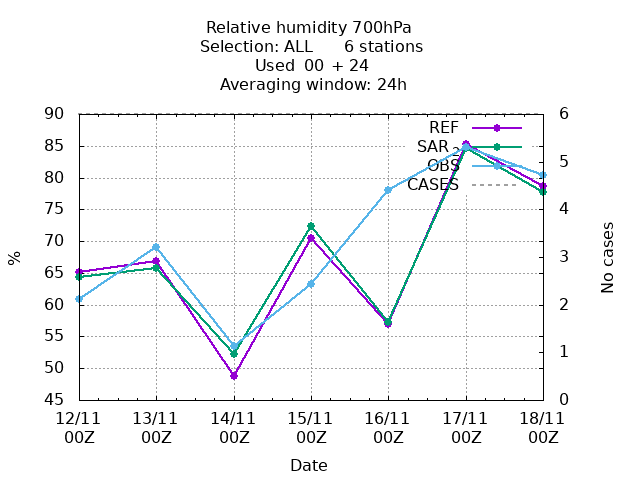 Relative humidity 700hPa
Selection: ALL      6 stations
Used  00 + 24
Averaging window: 24h
90
85
80
75
70
65
60
55
50
45
%
6
5
4
3
2
1
0
No cases
REF
SAR_2
OBS
CASES
12/11 13/11 14/11 15/11 16/11 17/11 18/11
00Z 00Z 00Z 00Z 00Z 00Z 00Z
Date